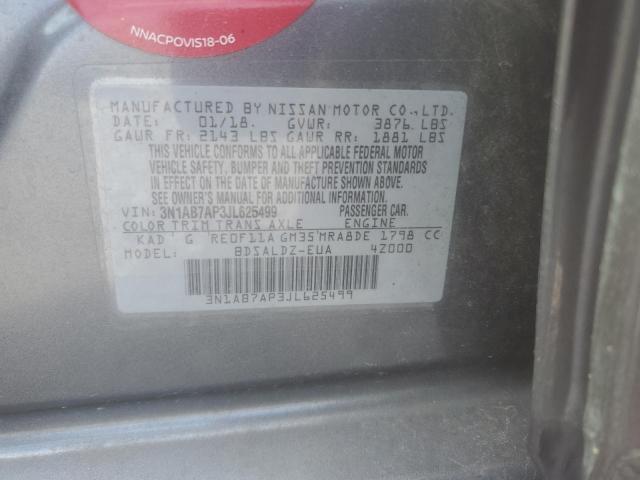 NNACPOVIS18-06
MANUFACTURED BY NISSAN MOTOR CO., LTD.
DATE: 01/18. GVWR: 3876 LBS
GAWR FR: 2143 LBS GAWR RR: 1881 LBS
THIS VEHICLE CONFORMS TO ALL APPLICABLE FEDERAL MOTOR
VEHICLE SAFETY, BUMPER AND THEFT PREVENTION STANDARDS
IN EFFECT ON THE DATE OF MANUFACTURE SHOWN ABOVE.
SEE OWNER'S MANUAL FOR ADDITIONAL INFORMATION.
VIN: 3N1AB7AP3JL625499 PASSENGER CAR.
COLOR TRIM TRANS AXLE ENGINE
KAD G RE0F11A GM35 MRA8DE 1798 CC
MODEL: BDSALDZ-EUA 4Z000
3N1AB7AP3JL625499